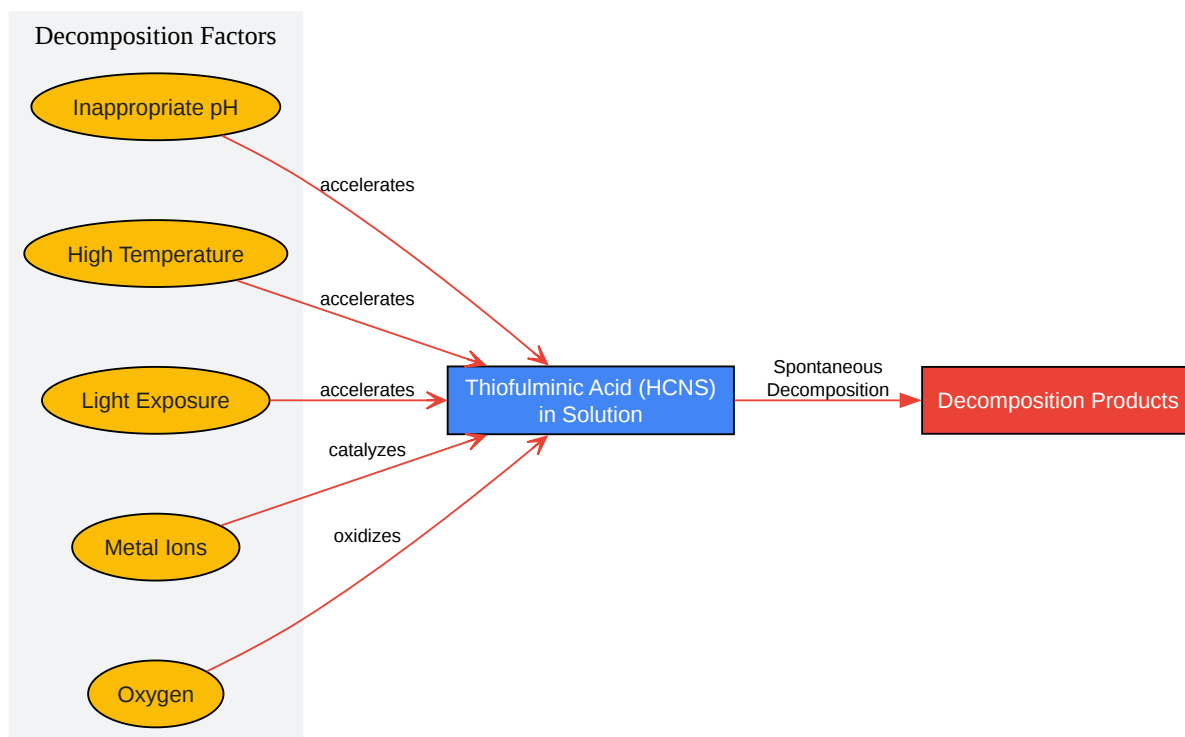 Decomposition Factors
Inappropriate pH
accelerates
High Temperature
accelerates
Light Exposure
accelerates
Thiofulminic Acid (HCNS)
in Solution
Spontaneous
Decomposition
Decomposition Products
catalyzes
Metal Ions
oxidizes
Oxygen